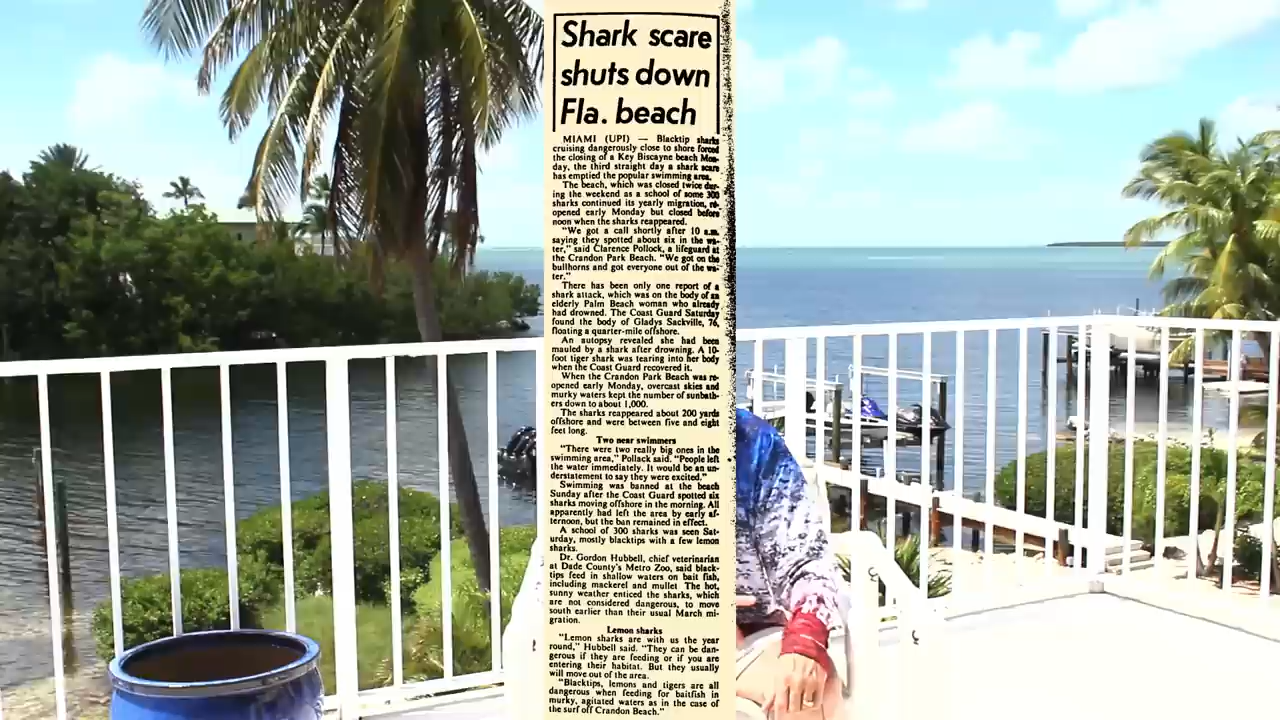 Shark scare
shuts down
Fla. beach
MIAMI (UPI) — Blacktip sharks
cruising dangerously close to shore forced
the closing of a Key Biscayne beach Mon-
day, the third straight day a shark scare
has emptied the popular swimming area.
The beach, which was closed twice dur-
ing the weekend as a school of some 300
sharks continued its yearly migration, re-
opened early Monday but closed before
noon when the sharks reappeared.
"We got a call shortly after 10 a.m.
saying they spotted about six in the wa-
ter," said Clarence Pollock, a lifeguard at
the Crandon Park Beach. "We got on the
bullhorns and got everyone out of the wa-
ter."
There has been only one report of a
shark attack, which was on the body of an
elderly Palm Beach woman who already
had drowned. The Coast Guard Saturday
found the body of Gladys Sackville, 76,
floating a quarter-mile offshore.
An autopsy revealed she had been
mauled by a shark after drowning. A 10-
foot tiger shark was tearing into her body
when the Coast Guard recovered it.
When the Crandon Park Beach was re-
opened early Monday, overcast skies and
murky waters kept the number of sunbath-
ers down to about 1,000.
The sharks reappeared about 200 yards
offshore and were between five and eight
feet long.
Two near swimmers
"There were two really big ones in the
swimming area," Pollack said. "People left
the water immediately. It would be an un-
derstatement to say they were excited."
Swimming was banned at the beach
Sunday after the Coast Guard spotted six
sharks moving offshore in the morning. All
apparently had left the area by early af-
ternoon, but the ban remained in effect.
A school of 300 sharks was seen Sat-
urday, mostly blacktips with a few lemon
sharks.
Dr. Gordon Hubbell, chief veterinarian
at Dade County's Metro Zoo, said black-
tips feed in shallow waters on bait fish,
including mackerel and mullet The hot,
sunny weather enticed the sharks, which
are not considered dangerous, to move
south earlier than their usual March mi-
gration.
Lemon sharks
"Lemon sharks are with us the year
round," Hubbell said. "They can be dan-
gerous if they are feeding or if you are
entering their habitat. But they usually
will move out of the area.
"Blacktips, lemons and tigers are all
dangerous when feeding for baitfish in
murky, agitated waters as in the case of
the surf off Crandon Beach."